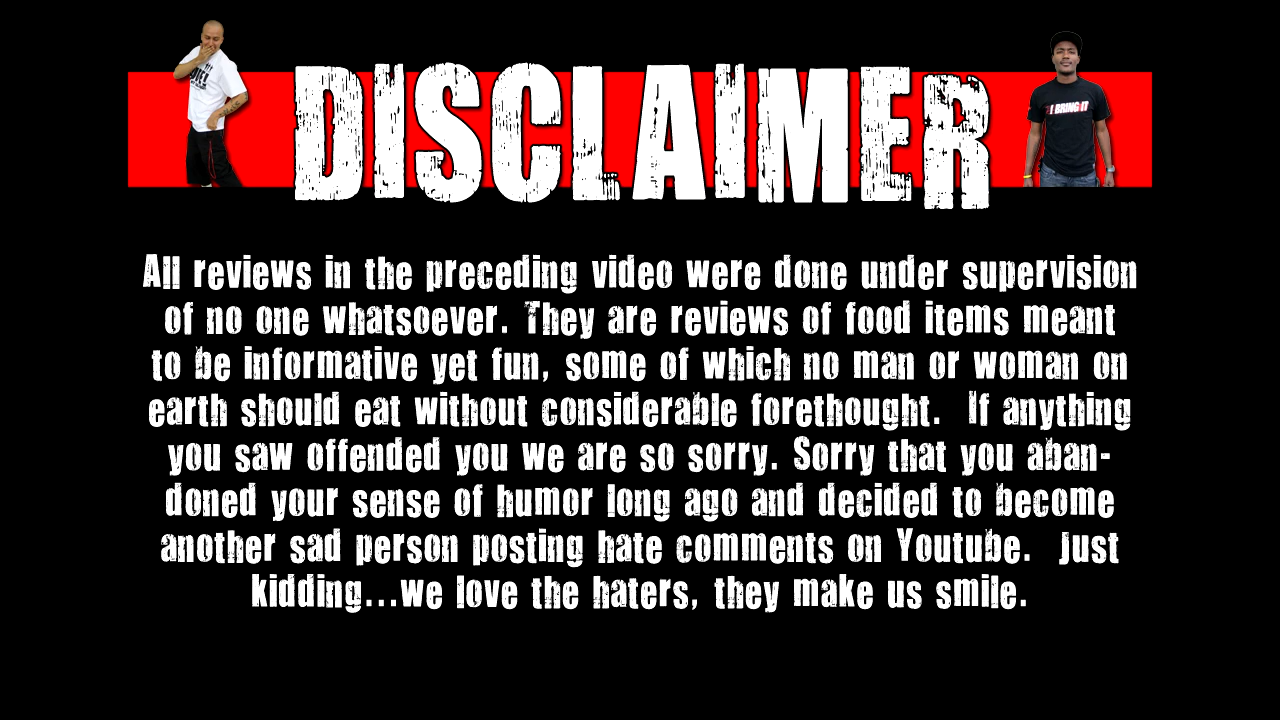 DISCLAIMER
I BRING IT
All reviews in the preceding video were done under supervision
of no one whatsoever. They are reviews of food items meant
to be informative yet fun, some of which no man or woman on
earth should eat without considerable forethought. If anything
you saw offended you we are so sorry. Sorry that you aban-
doned your sense of humor long ago and decided to become
another sad person posting hate comments on Youtube. Just
kidding...we love the haters, they make us smile.